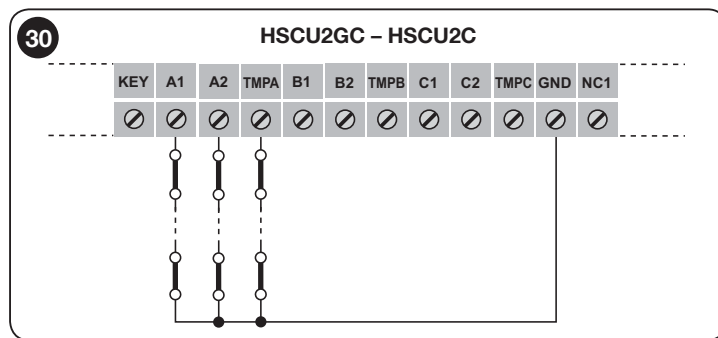 30
HSCU2GC – HSCU2C
KEY A1 A2 TMPA B1 B2 TMPB C1 C2 TMPC GND NC1